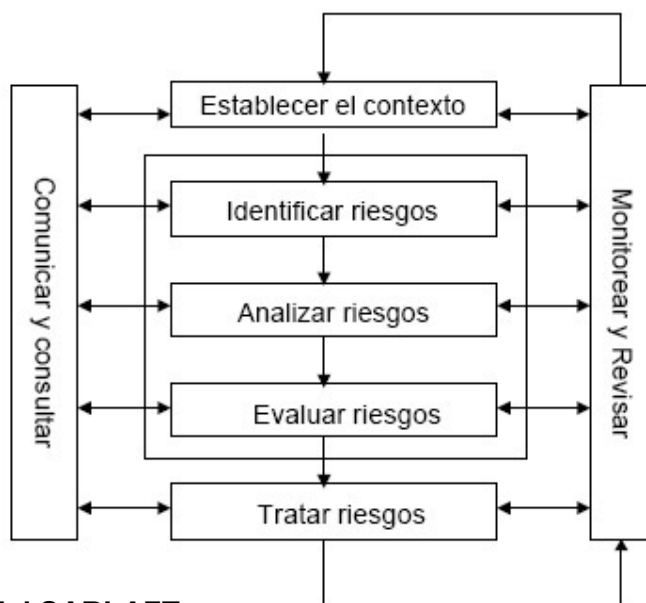 Establecer el contexto
Comunicar y consultar
Identificar riesgos
Monitorear y Revisar
Analizar riesgos
Evaluar riesgos
Tratar riesgos